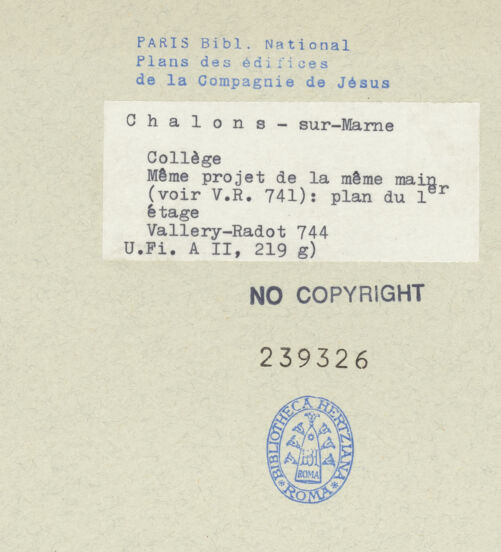 PARIS Bibl. National
Plans des édifices
de la Compagnie de Jésus
Chalons - sur-Marne
Collège
Même projet de la même main
(voir V.R. 741): plan du 1er
étage
Vallery-Radot 744
U.Fi. A II, 219 g)
NO COPYRIGHT
239326
BIBLIOTHECA HERTZIANA
ROMA
*ROMA*